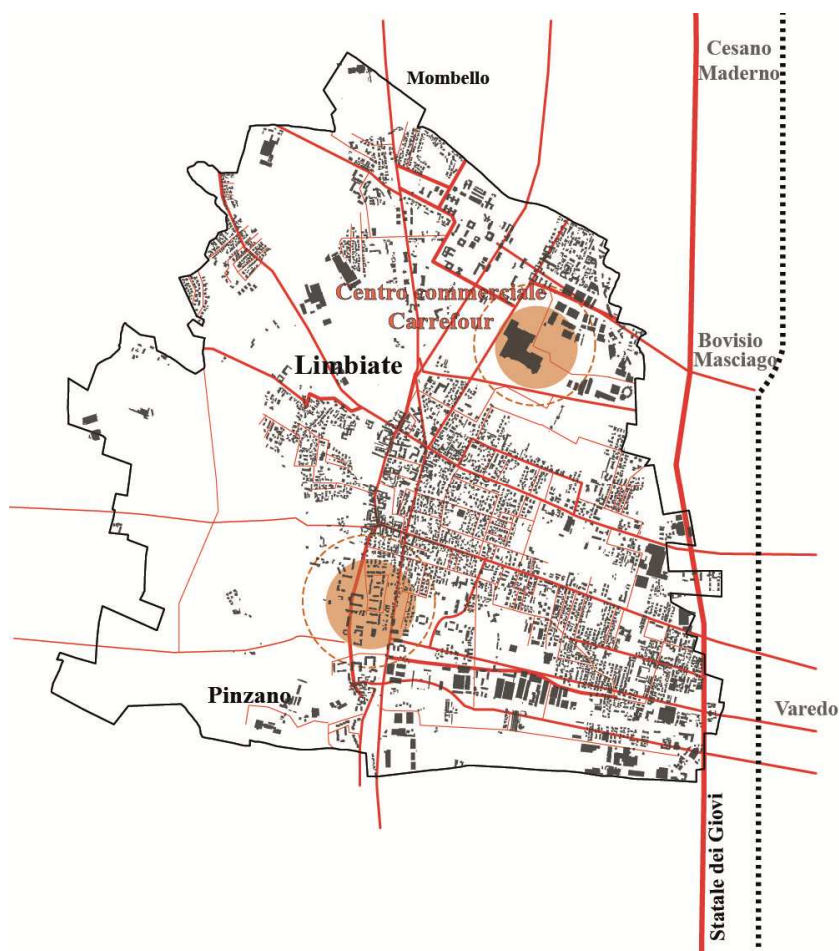 Cesano
Maderno
Mombello
Centro commerciale
Carrefour
Bovisio
Masciago
Limbiate
Pinzano
Varedo
Statale dei Giovi